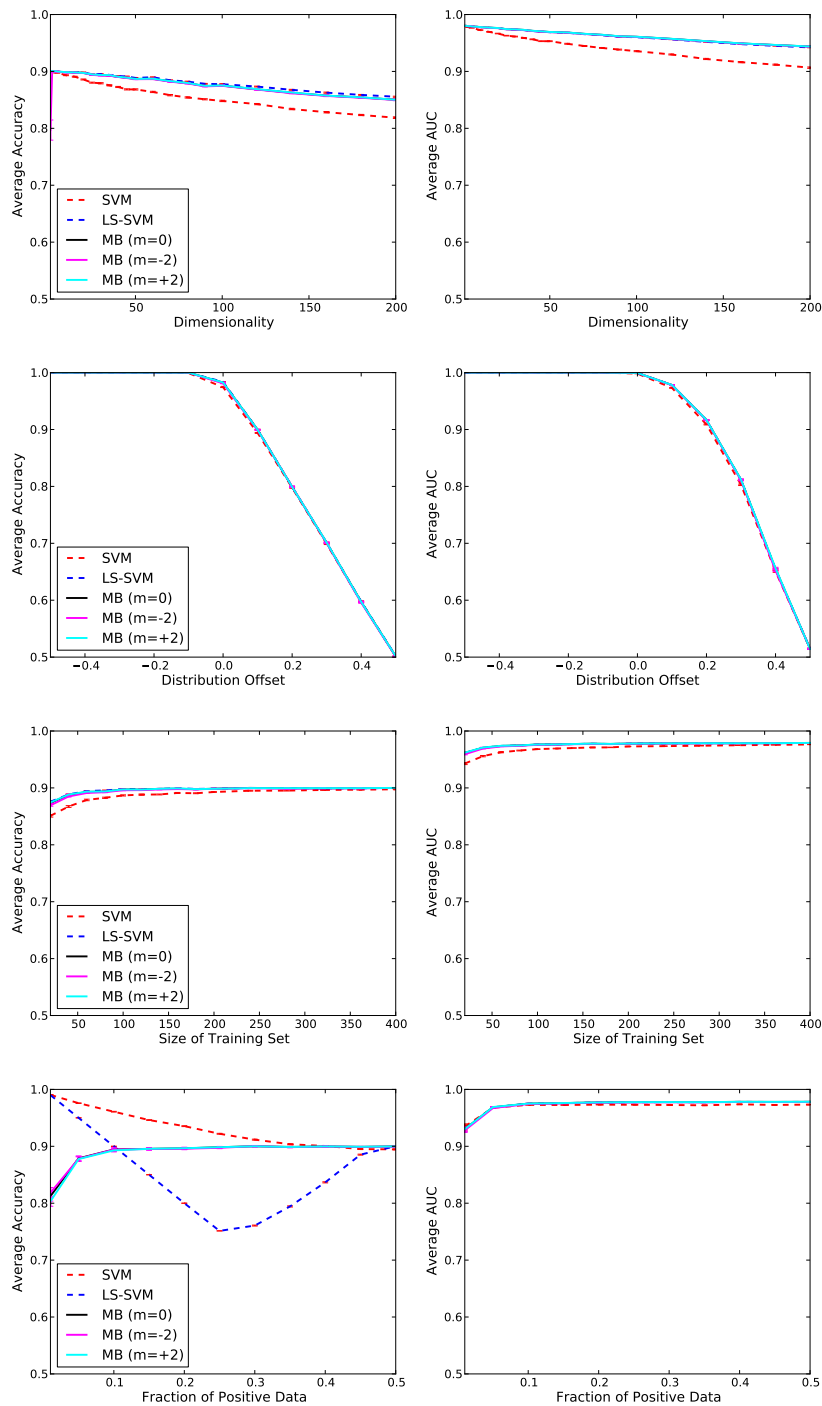 1.0
0.9
0.8
0.7
0.6
0.5
Average Accuracy
SVM
LS-SVM
MB (m=0)
MB (m=-2)
MB (m=+2)
50
100
150
200
Dimensionality
1.0
0.9
0.8
0.7
0.6
0.5
Average AUC
50
100
150
200
Dimensionality
1.0
0.9
0.8
0.7
0.6
0.5
Average Accuracy
SVM
LS-SVM
MB (m=0)
MB (m=-2)
MB (m=+2)
−0.4
−0.2
0.0
0.2
0.4
Distribution Offset
1.0
0.9
0.8
0.7
0.6
0.5
Average AUC
−0.4
−0.2
0.0
0.2
0.4
Distribution Offset
1.0
0.9
0.8
0.7
0.6
0.5
Average Accuracy
SVM
LS-SVM
MB (m=0)
MB (m=-2)
MB (m=+2)
50
100
150
200
250
300
350
400
Size of Training Set
1.0
0.9
0.8
0.7
0.6
0.5
Average AUC
50
100
150
200
250
300
350
400
Size of Training Set
1.0
0.9
0.8
0.7
0.6
0.5
Average Accuracy
SVM
LS-SVM
MB (m=0)
MB (m=-2)
MB (m=+2)
0.1
0.2
0.3
0.4
0.5
Fraction of Positive Data
1.0
0.9
0.8
0.7
0.6
0.5
Average AUC
0.1
0.2
0.3
0.4
0.5
Fraction of Positive Data